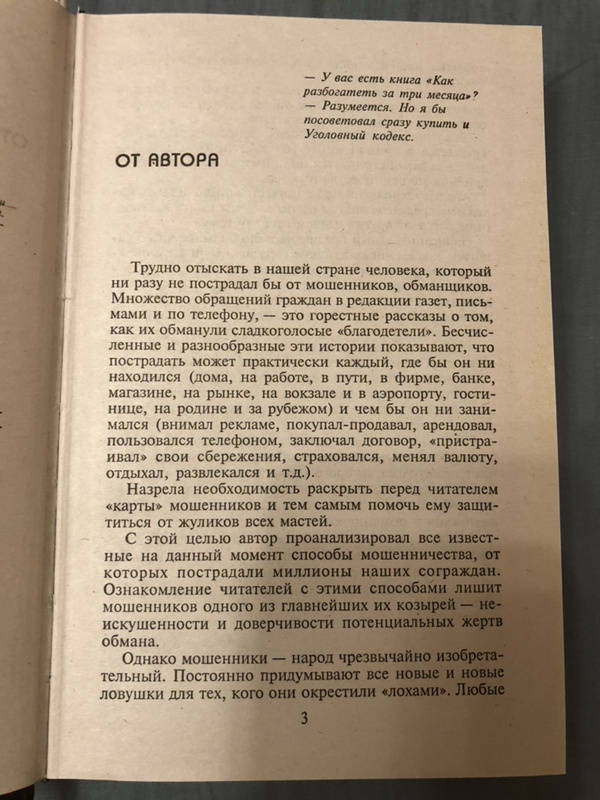 — У вас есть книга «Как
разбогатеть за три месяца»?
— Разумеется. Но я бы
посоветовал сразу купить и
Уголовный кодекс.
ОТ АВТОРА
Трудно отыскать в нашей стране человека, который
ни разу не пострадал бы от мошенников, обманщиков.
Множество обращений граждан в редакции газет, пись-
мами и по телефону, — это горестные рассказы о том,
как их обманули сладкоголосые «благодетели». Бесчис-
ленные и разнообразные эти истории показывают, что
пострадать может практически каждый, где бы он ни
находился (дома, на работе, в пути, в фирме, банке,
магазине, на рынке, на вокзале и в аэропорту, гости-
нице, на родине и за рубежом) и чем бы он ни зани-
мался (внимал рекламе, покупал-продавал, арендовал,
пользовался телефоном, заключал договор, «пристра-
ивал» свои сбережения, страховался, менял валюту,
отдыхал, развлекался и т.д.).
Назрела необходимость раскрыть перед читателем
«карты» мошенников и тем самым помочь ему защи-
титься от жуликов всех мастей.
С этой целью автор проанализировал все извест-
ные на данный момент способы мошенничества, от
которых пострадали миллионы наших сограждан.
Ознакомление читателей с этими способами лишит
мошенников одного из главнейших их козырей — не-
искушенности и доверчивости потенциальных жертв
обмана.
Однако мошенники — народ чрезвычайно изобрета-
тельный. Постоянно придумывают все новые и новые
ловушки для тех, кого они окрестили «лохами». Любые
3